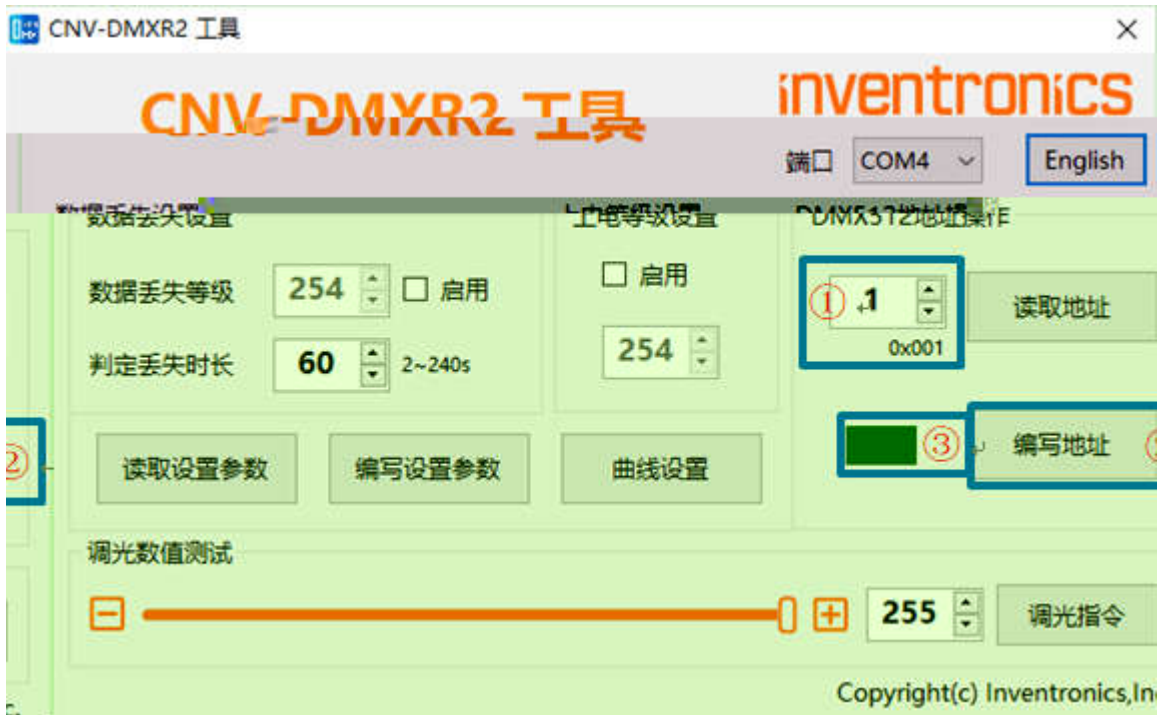 CNV-DMXR2 工具
CNV-DMXR2 工具
inventronics
端口 COM4 English
数据丢失设置 上电等级设置 DMX512地址操作
数据丢失等级 254 启用 启用 ① 1 读取地址
0x001
判定丢失时长 60 2~240s 254
② 读取设置参数 编写设置参数 曲线设置 ③ 编写地址
调光数值测试
255 调光指令
Copyright(c) Inventronics,In